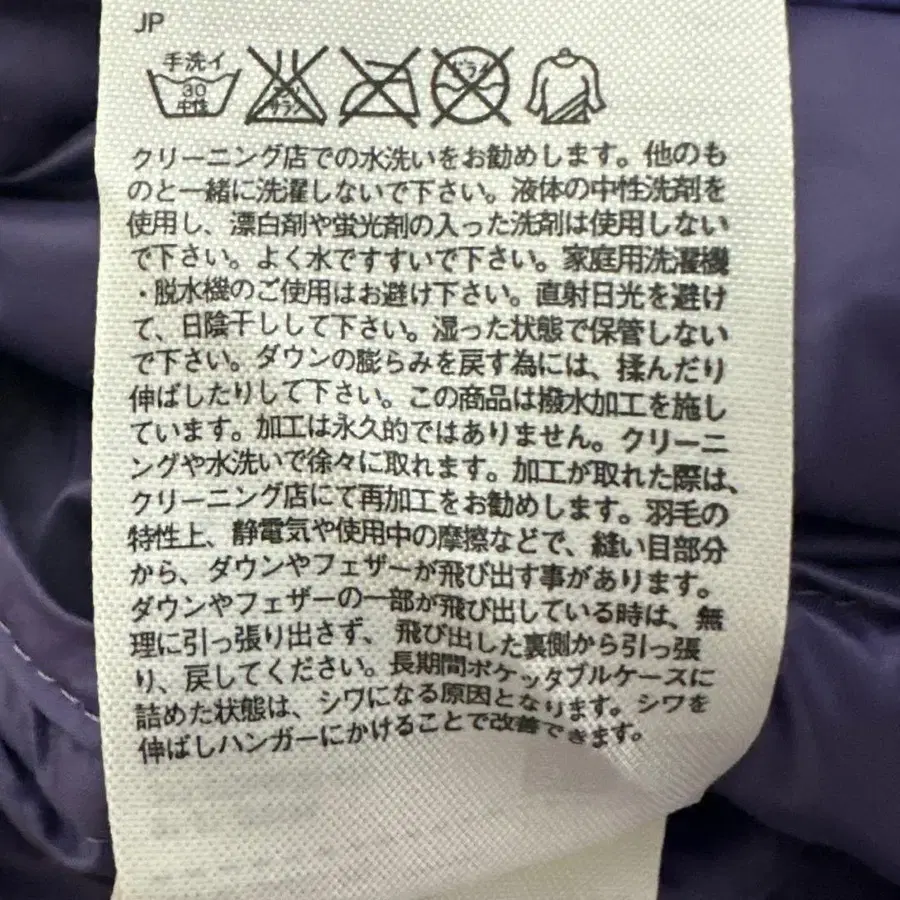 JP
手洗イ
30
中性
エンソ
サラシ
ドライ
クリーニング店での水洗いをお勧めします。他のも
のと一緒に洗濯しないで下さい。液体の中性洗剤を
使用し、漂白剤や蛍光剤の入った洗剤は使用しない
で下さい。よく水ですすいで下さい。家庭用洗濯機
・脱水機のご使用はお避け下さい。直射日光を避け
て、日陰干しして下さい。湿った状態で保管しない
で下さい。ダウンの膨らみを戻す為には、揉んだり
伸ばしたりして下さい。この商品は撥水加工を施し
ています。加工は永久的ではありません。クリーニ
ングや水洗いで徐々に取れます。加工が取れた際は、
クリーニング店にて再加工をお勧めします。羽毛の
特性上、静電気や使用中の摩擦などで、縫い目部分
から、ダウンやフェザーが飛び出す事があります。
ダウンやフェザーの一部が飛び出している時は、無
理に引っ張り出さず、飛び出した裏側から引っ張
り、戻してください。長期間ポケッタブルケースに
詰めた状態は、シワになる原因となります。シワを
伸ばしハンガーにかけることで改善できます。